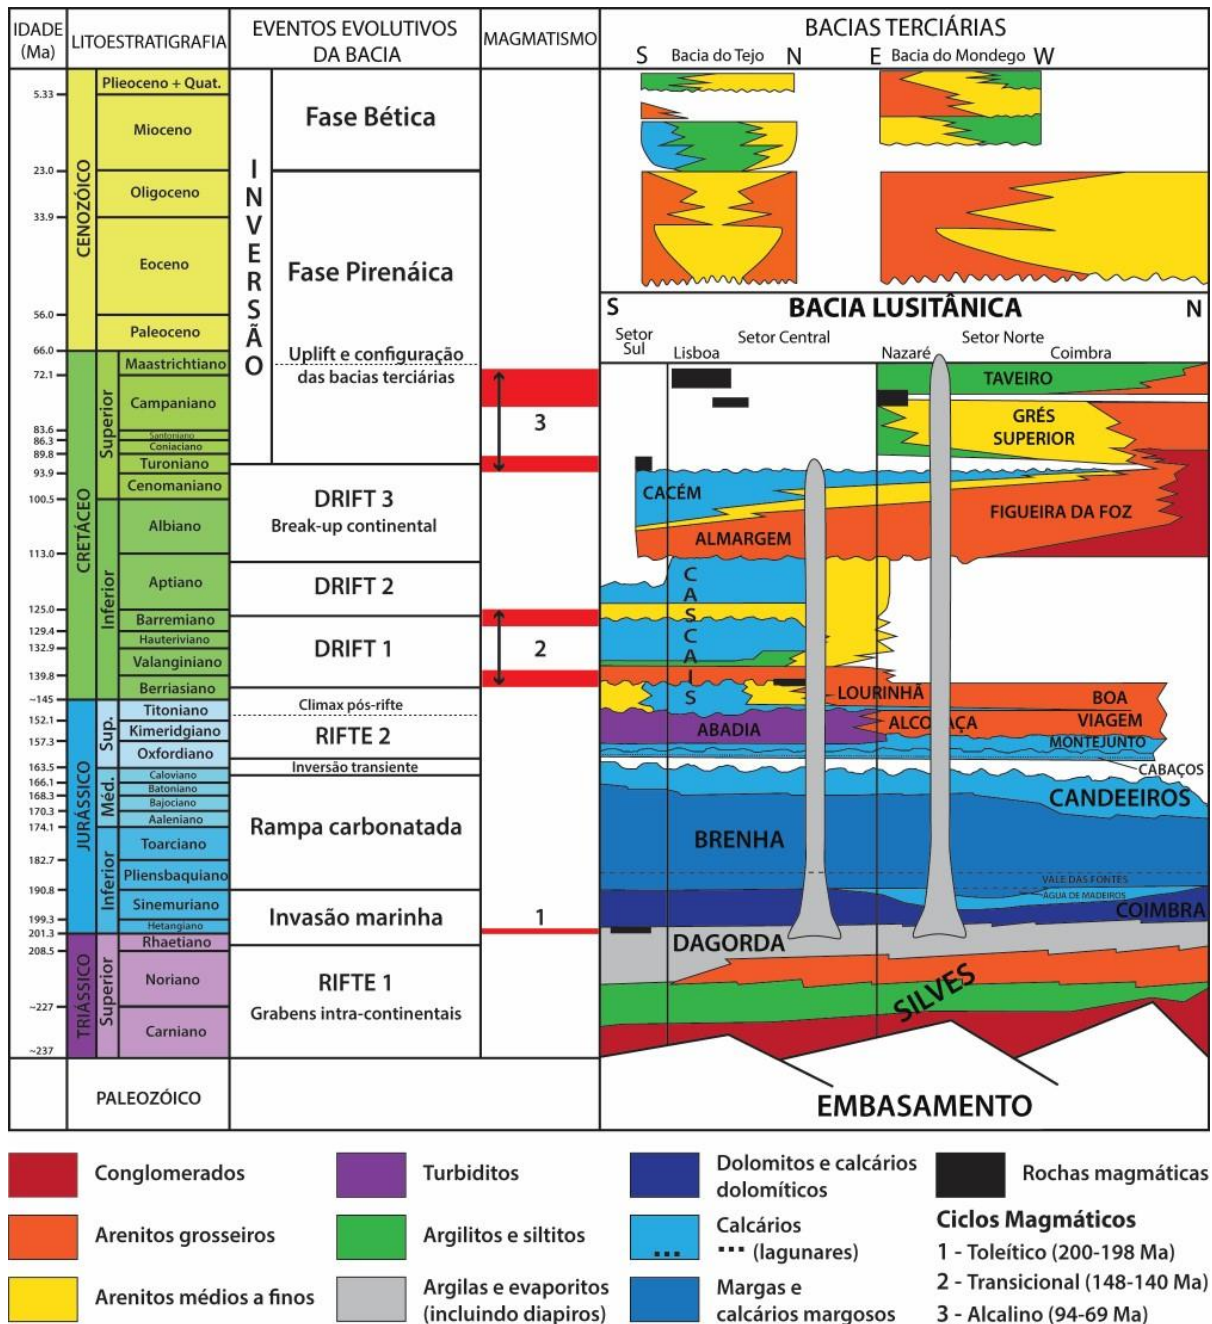 IDADE
(Ma)
LITOESTRATIGRAFIA
EVENTOS EVOLUTIVOS
DA BACIA
MAGMATISMO
BACIAS TERCIÁRIAS
S Bacia do Tejo N E Bacia do Mondego W
CENOZÓICO
Plieoceno + Quat.
5.33
Mioceno
23.0
Oligoceno
33.9
Eoceno
56.0
Paleoceno
66.0
CRETÁCEO
Superior
Maastrichtiano
72.1
Campaniano
83.6
Santoniano
86.3
Coniaciano
89.8
Turoniano
93.9
Cenomaniano
100.5
Inferior
Albiano
113.0
Aptiano
125.0
Barremiano
129.4
Hauteriviano
132.9
Valanginiano
139.8
Berriasiano
~145
JURÁSSICO
Sup.
Titoniano
152.1
Kimeridgiano
157.3
Oxfordiano
163.5
Méd.
Caloviano
166.1
Batoniano
168.3
Bajociano
170.3
Aaleniano
174.1
Inferior
Toarciano
182.7
Pliensbaquiano
190.8
Sinemuriano
199.3
Hetangiano
201.3
TRIÁSSICO
Superior
Rhaetiano
208.5
Noriano
~227
Carniano
~237
PALEOZÓICO
INVERSÃO
Fase Bética
Fase Pirenáica
Uplift e configuração
das bacias terciárias
DRIFT 3
Break-up continental
DRIFT 2
DRIFT 1
Climax pós-rifte
RIFTE 2
Inversão transiente
Rampa carbonatada
Invasão marinha
RIFTE 1
Grabens intra-continentais
3
2
1
S BACIA LUSITÂNICA N
Setor
Sul
Setor Central
Setor Norte
Lisboa
Nazaré
Coimbra
TAVEIRO
GRÉS
SUPERIOR
CACÉM
FIGUEIRA DA FOZ
ALMARGEM
CASCAIS
LOURINHÃ
BOA
VIAGEM
ABADIA
ALCOBAÇA
MONTEJUNTO
CABAÇOS
CANDEEIROS
BRENHA
VALE DAS FONTES
ÁGUA DE MADEIROS
COIMBRA
DAGORDA
SILVES
EMBASAMENTO
Conglomerados
Arenitos grosseiros
Arenitos médios a finos
Turbiditos
Argilitos e siltitos
Argilas e evaporitos
(incluindo diapiros)
Dolomitos e calcários
dolomíticos
Calcários
(lagunares)
Margas e
calcários margosos
Rochas magmáticas
Ciclos Magmáticos
1 - Toleítico (200-198 Ma)
2 - Transicional (148-140 Ma)
3 - Alcalino (94-69 Ma)